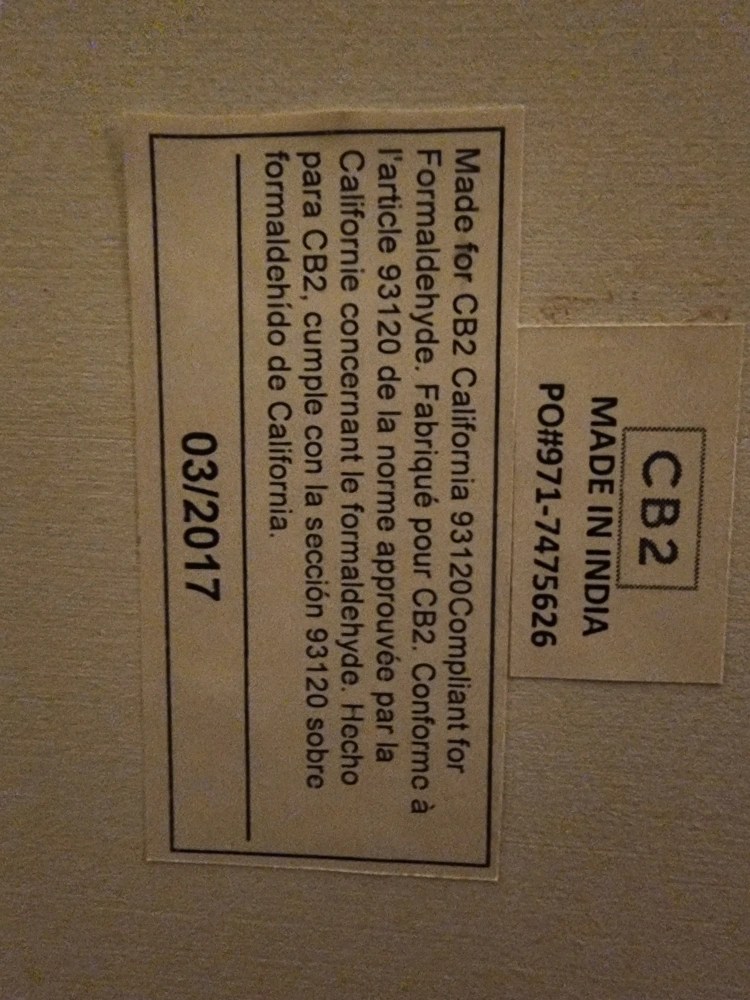 CB2
MADE IN INDIA
PO#971-7475626
Made for CB2 California 93120Compliant for
Formaldehyde. Fabriqué pour CB2. Conforme à
l'article 93120 de la norme approuvée par la
Californie concernant le formaldehyde. Hecho
para CB2, cumple con la sección 93120 sobre
formaldehído de California.
03/2017